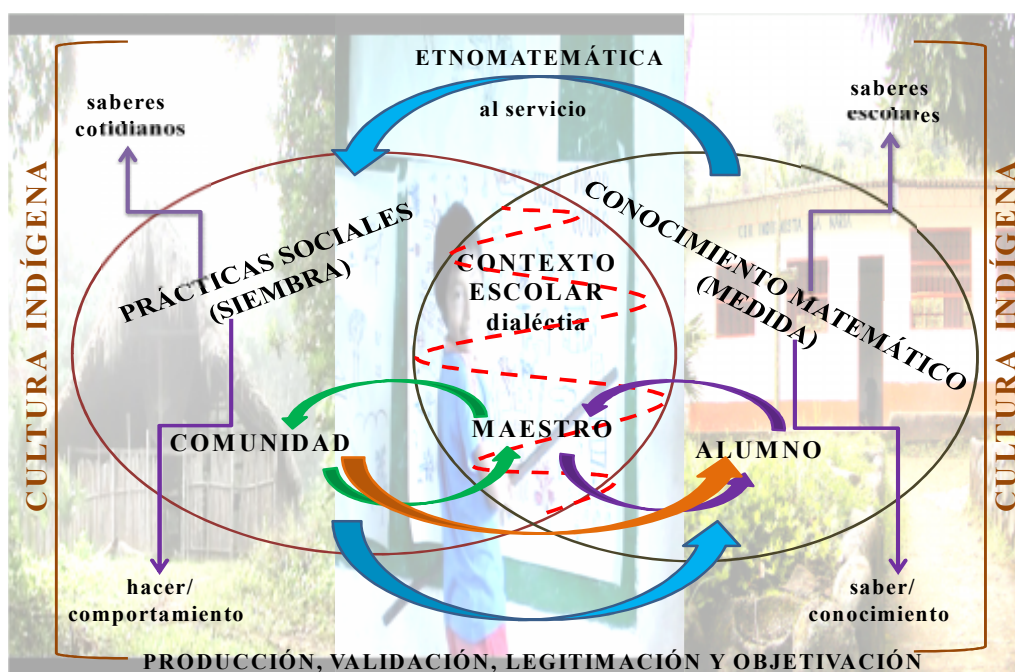 ETNOMATEMÁTICA
al servicio
saberes
cotidianos
saberes
escolares
CULTURA INDÍGENA
PRÁCTICAS SOCIALES
(SIEMBRA)
CONTEXTO
ESCOLAR
dialéctia
CONOCIMIENTO MATEMÁTICO
(MEDIDA)
CULTURA INDÍGENA
COMUNIDAD
MAESTRO
ALUMNO
hacer/
comportamiento
saber/
conocimiento
PRODUCCIÓN, VALIDACIÓN, LEGITIMACIÓN Y OBJETIVACIÓN